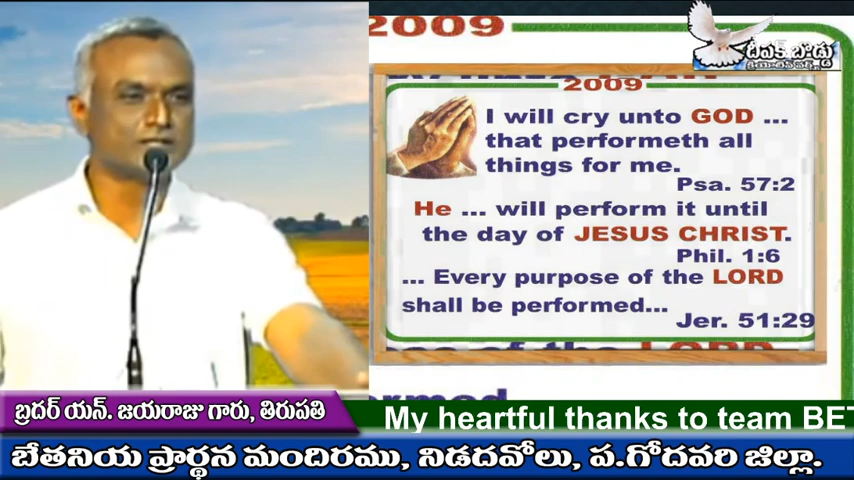 2009
దీపక్ బొడ్డు
2009
I will cry unto GOD ...
that performeth all
things for me.
Psa. 57:2
He ... will perform it until
the day of JESUS CHRIST.
Phil. 1:6
... Every purpose of the LORD
shall be performed...
Jer. 51:29
బ్రదర్ యన్. జయరాజు గారు, తిరుపతి
My heartful thanks to team BET
బేతనియ ప్రార్థన మందిరము, నిడదవోలు, ప.గోదవరి జిల్లా.